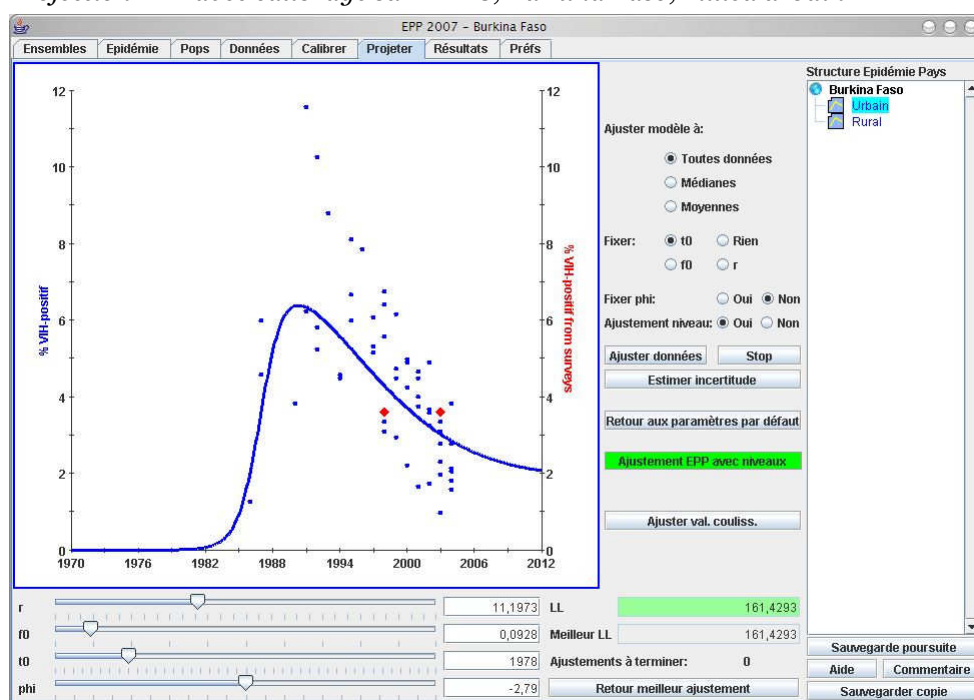 EPP 2007 – Burkina Faso
Ensembles Epidémie Pops Données Calibrer Projeter Résultats Préfs
Structure Epidémie Pays
Burkina Faso
Urbain
Rural
% VIH-positif
12
10
8
6
4
2
0
1970 1976 1982 1988 1994 2000 2006 2012
12
10
8
6
4
2
0
% VIH-positif from surveys
Ajuster modèle à:
Toutes données
Médianes
Moyennes
Fixer: t0 Rien
f0 r
Fixer phi: Oui Non
Ajustement niveau: Oui Non
Ajuster données Stop
Estimer incertitude
Retour aux paramètres par défaut
Ajustement EPP avec niveaux
Ajuster val. couliss.
r 11,1973 LL 161,4293
f0 0,0928 Meilleur LL 161,4293
t0 1978 Ajustements à terminer: 0
phi -2,79 Retour meilleur ajustement
Sauvegarde poursuite
Aide Commentaire
Sauvegarder copie